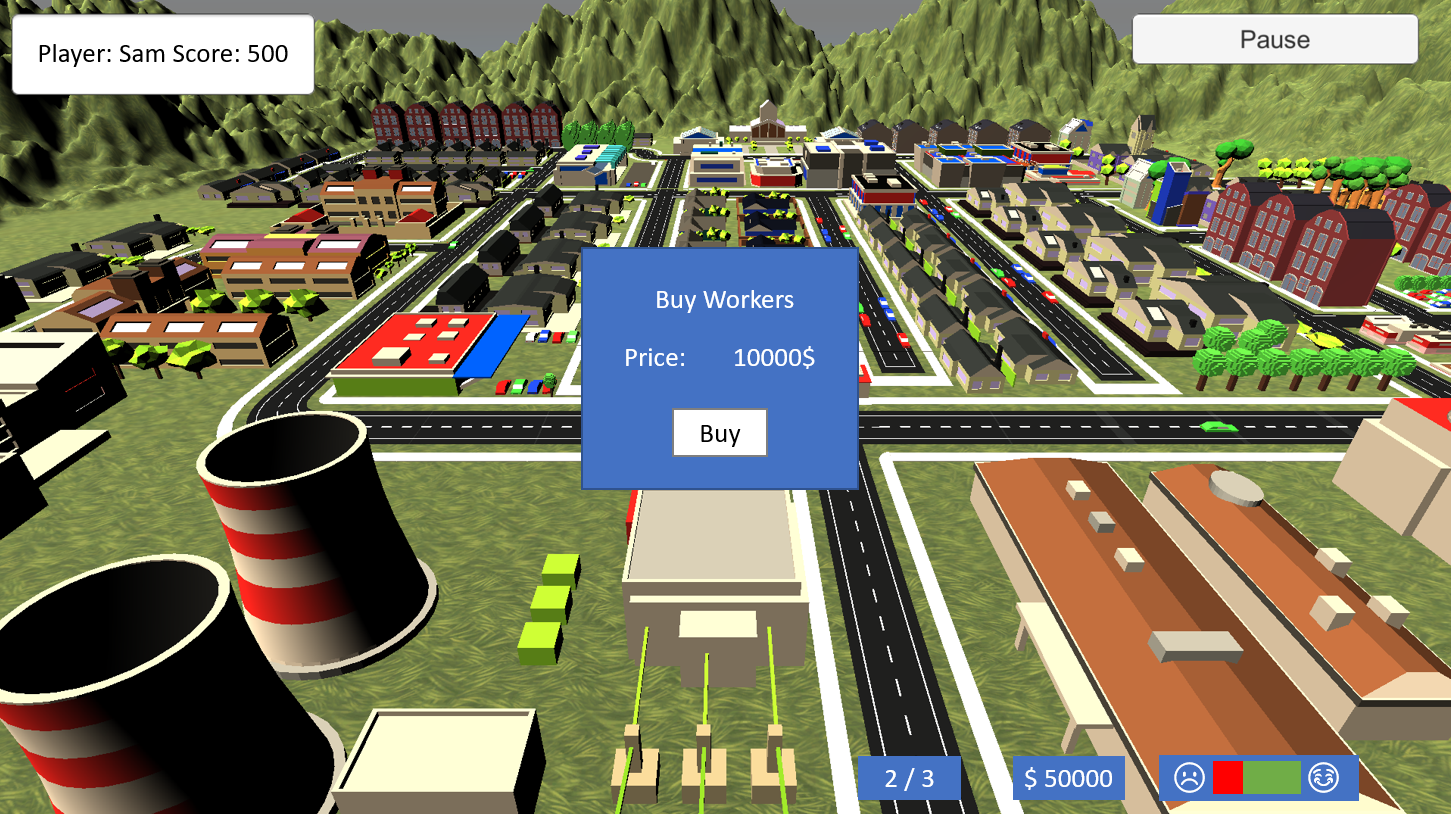 Player: Sam Score: 500
Pause
Buy Workers
Price: 10000$
Buy
2 / 3
$ 50000